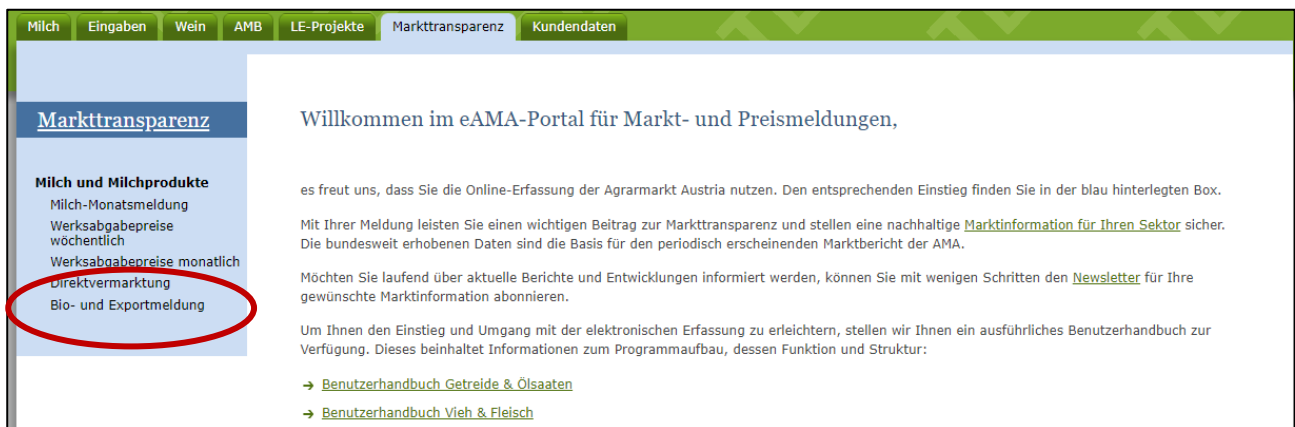 Milch Eingaben Wein AMB LE-Projekte Markttransparenz Kundendaten
Markttransparenz
Milch und Milchprodukte
Milch-Monatsmeldung
Werksabgabepreise
wöchentlich
Werksabgabepreise monatlich
Direktvermarktung
Bio- und Exportmeldung
Willkommen im eAMA-Portal für Markt- und Preismeldungen,
es freut uns, dass Sie die Online-Erfassung der Agrarmarkt Austria nutzen. Den entsprechenden Einstieg finden Sie in der blau hinterlegten Box.
Mit Ihrer Meldung leisten Sie einen wichtigen Beitrag zur Markttransparenz und stellen eine nachhaltige Marktinformation für Ihren Sektor sicher.
Die bundesweit erhobenen Daten sind die Basis für den periodisch erscheinenden Marktbericht der AMA.
Möchten Sie laufend über aktuelle Berichte und Entwicklungen informiert werden, können Sie mit wenigen Schritten den Newsletter für Ihre
gewünschte Marktinformation abonnieren.
Um Ihnen den Einstieg und Umgang mit der elektronischen Erfassung zu erleichtern, stellen wir Ihnen ein ausführliches Benutzerhandbuch zur
Verfügung. Dieses beinhaltet Informationen zum Programmaufbau, dessen Funktion und Struktur:
→ Benutzerhandbuch Getreide & Ölsaaten
→ Benutzerhandbuch Vieh & Fleisch